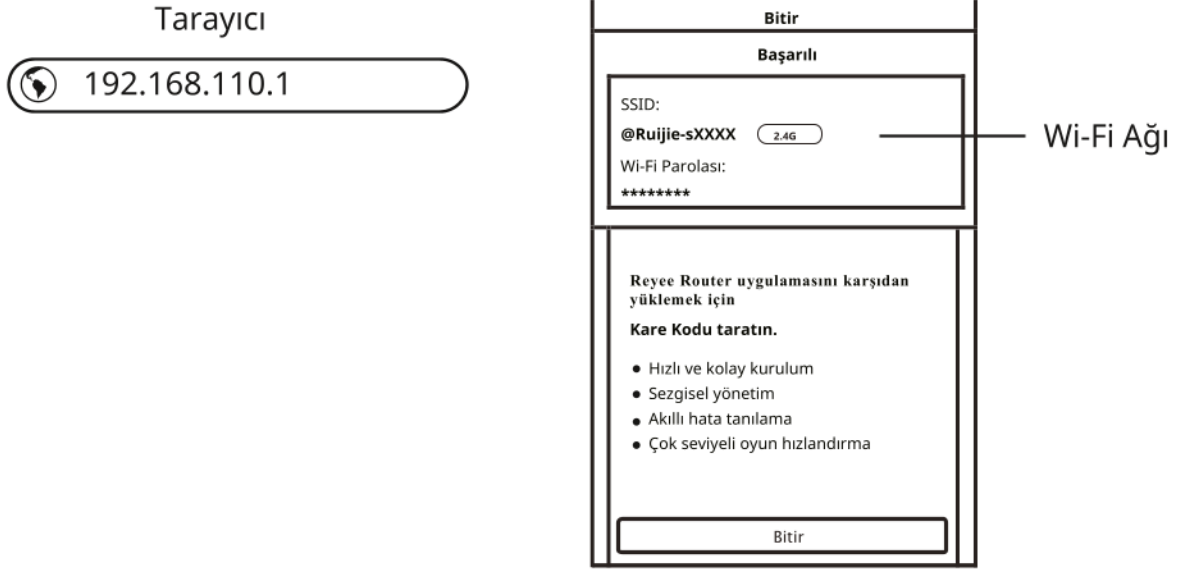 Tarayıcı
192.168.110.1
Bitir
Başarılı
SSID:
@Ruijie-sXXXX 2.4G
Wi-Fi Ağı
Wi-Fi Parolası:
********
Reyee Router uygulamasını karşıdan
yüklemek için
Kare Kodu taratın.
● Hızlı ve kolay kurulum
● Sezgisel yönetim
● Akıllı hata tanılama
● Çok seviyeli oyun hızlandırma
Bitir